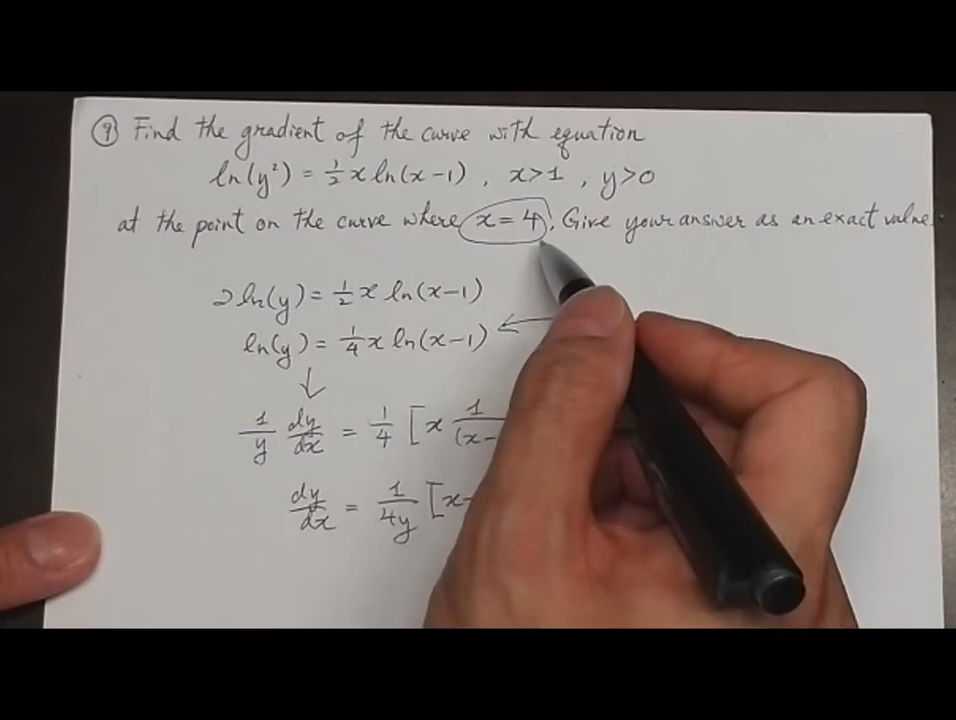 ⑨ Find the gradient of the curve with equation
ln(y²) = ½ x ln(x-1) , x>1 , y>0
at the point on the curve where x = 4. Give your answer as an exact value.
2 ln(y) = ½ x ln(x-1)
ln(y) = ¼ x ln(x-1) ←
↓
1/y dy/dx = ¼ [ x 1/(x-
dy/dx = 1/4y [